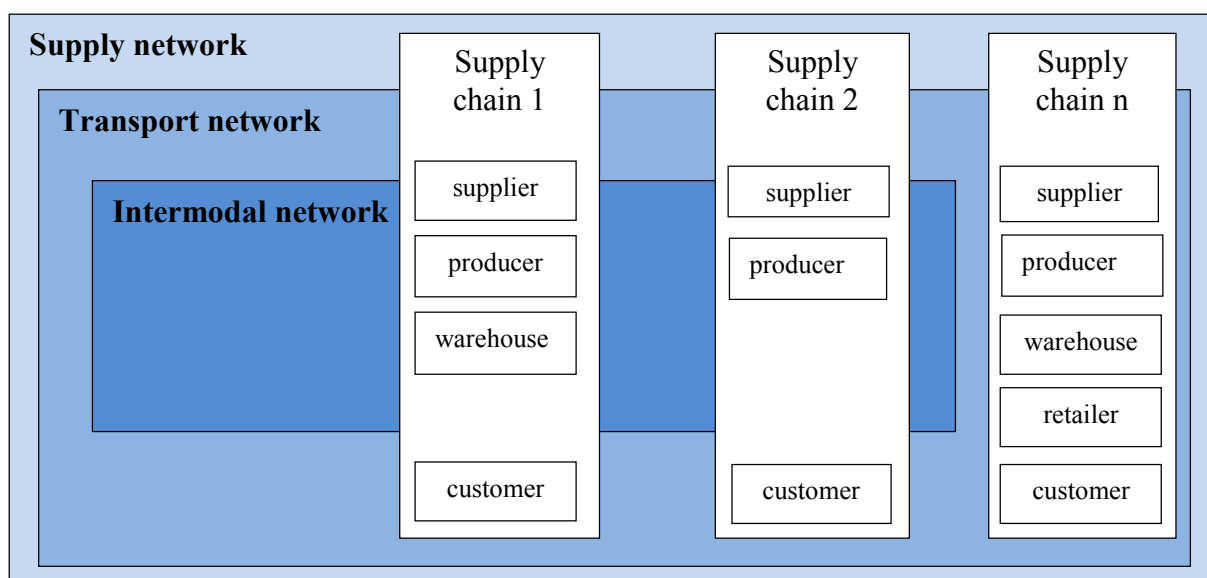 Supply network
Transport network
Intermodal network
Supply
chain 1
supplier
producer
warehouse
customer
Supply
chain 2
supplier
producer
customer
Supply
chain n
supplier
producer
warehouse
retailer
customer